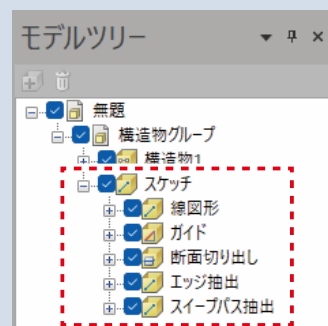 モデルツリー
無題
構造物グループ
構造物1
スケッチ
線図形
ガイド
断面切り出し
エッジ抽出
スイープパス抽出